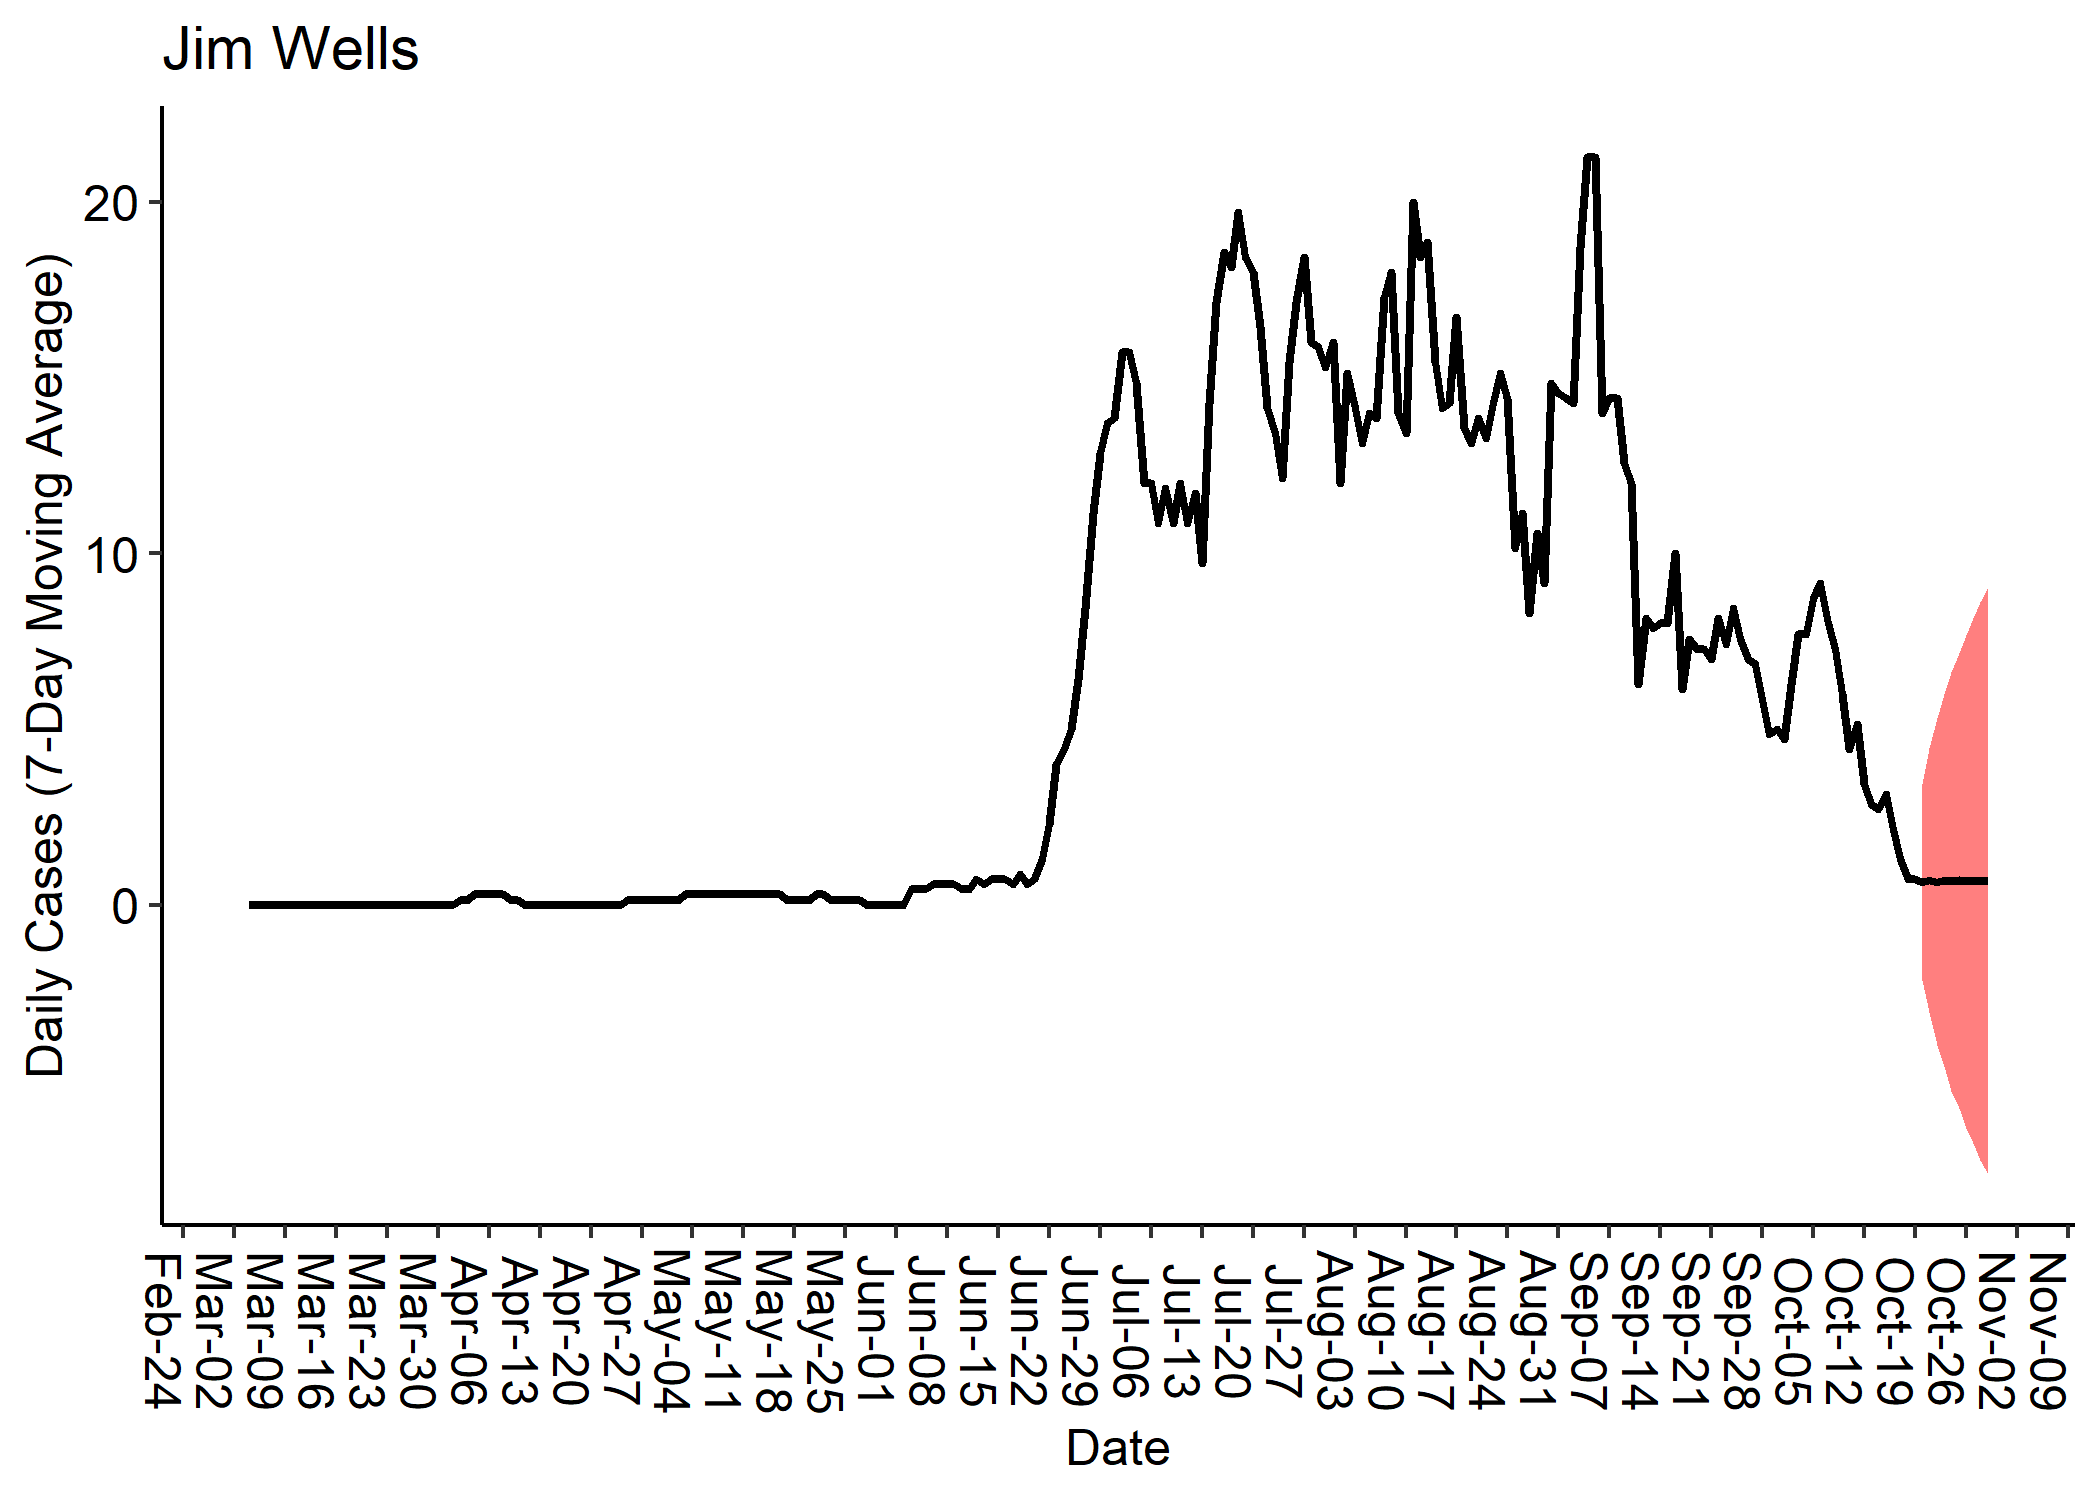 Jim Wells
Daily Cases (7-Day Moving Average)
20
10
0
Feb-24
Mar-02
Mar-09
Mar-16
Mar-23
Mar-30
Apr-06
Apr-13
Apr-20
Apr-27
May-04
May-11
May-18
May-25
Jun-01
Jun-08
Jun-15
Jun-22
Jun-29
Jul-06
Jul-13
Jul-20
Jul-27
Aug-03
Aug-10
Aug-17
Aug-24
Aug-31
Sep-07
Sep-14
Sep-21
Sep-28
Oct-05
Oct-12
Oct-19
Oct-26
Nov-02
Nov-09
Date